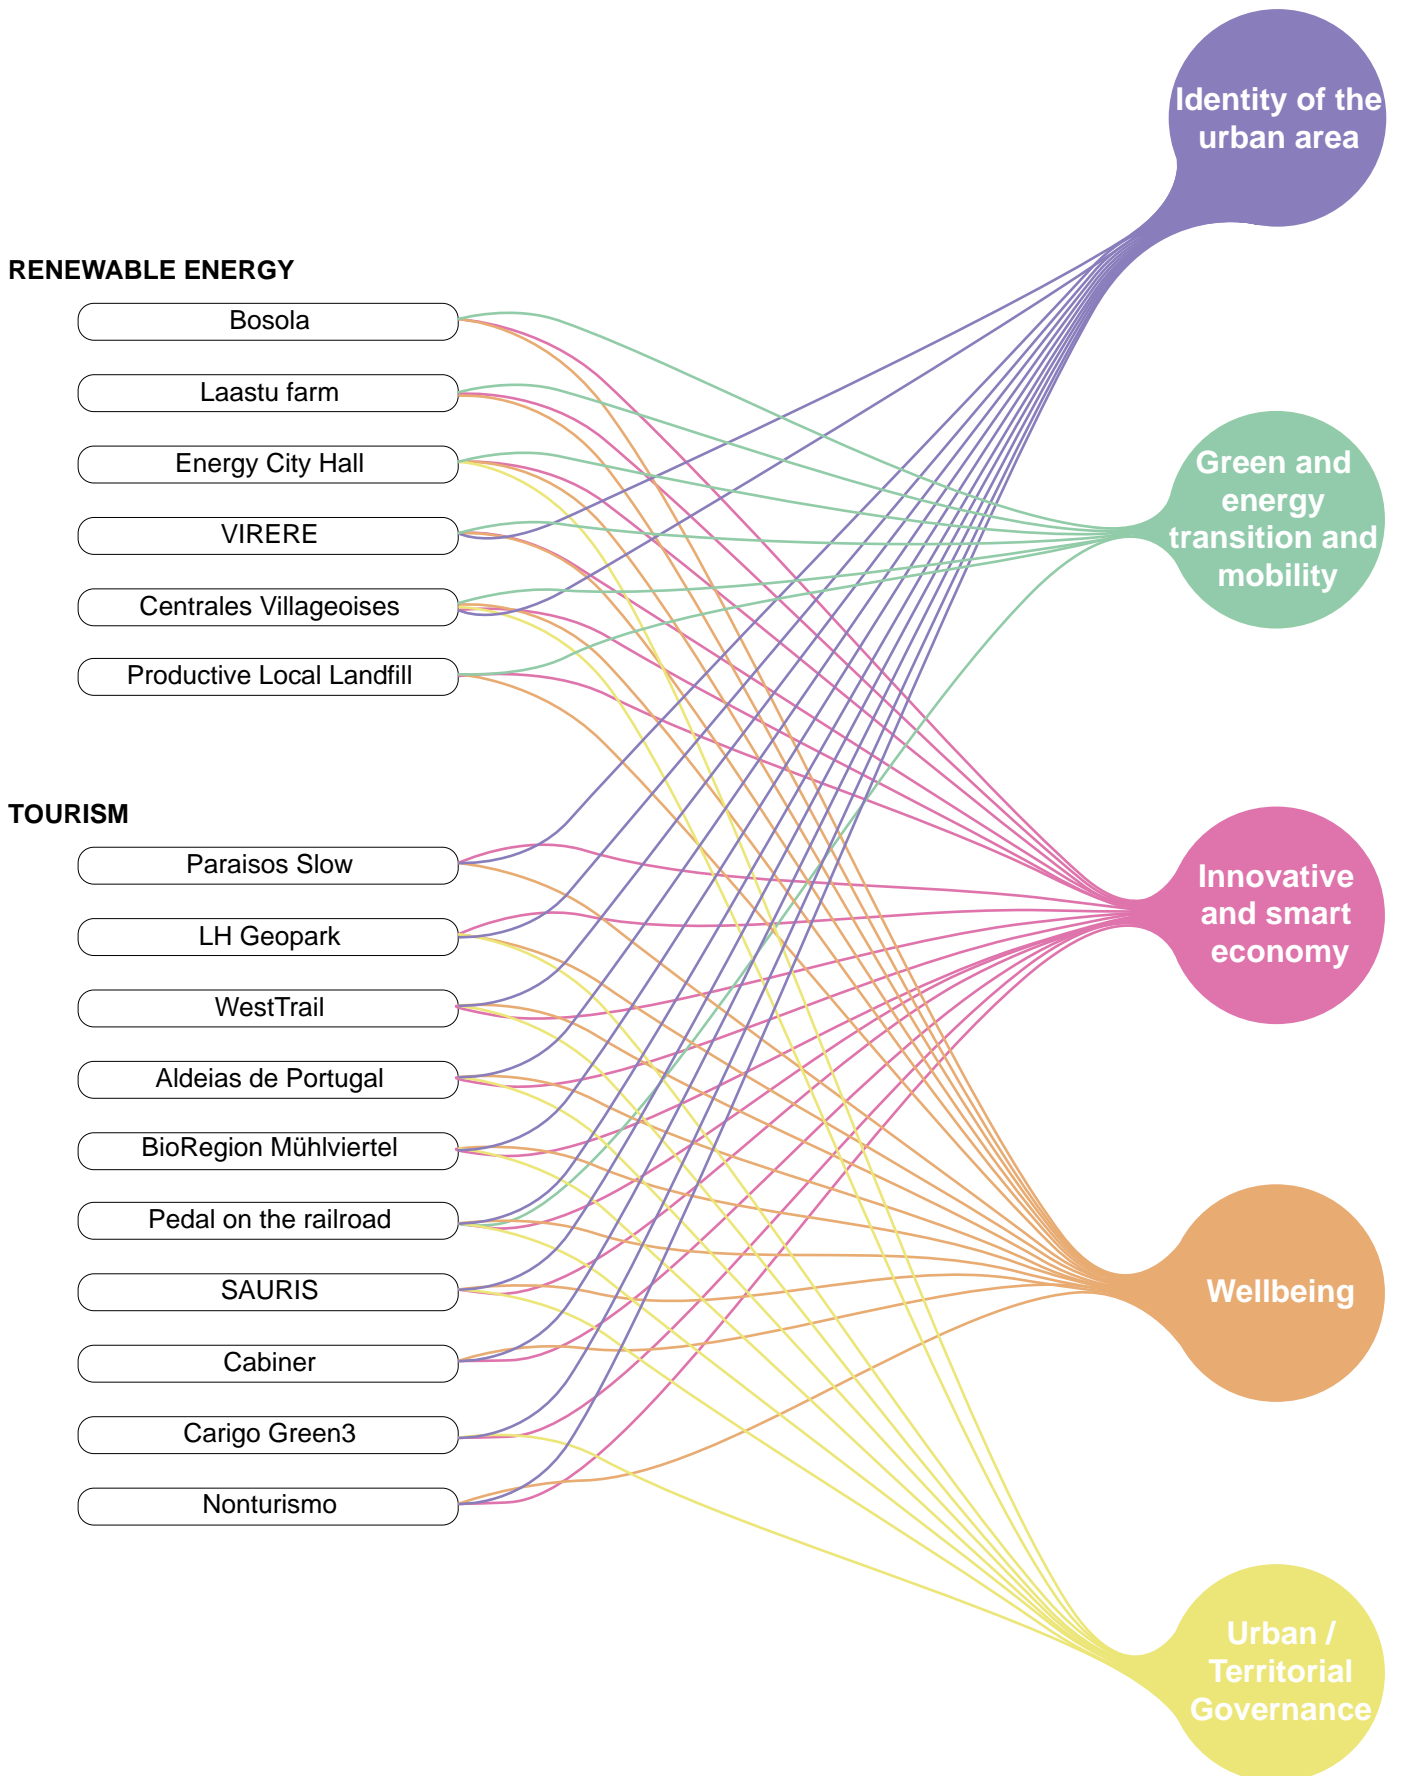 Identity of the
urban area
RENEWABLE ENERGY
Bosola
Laastu farm
Energy City Hall
VIRERE
Centrales Villageoises
Productive Local Landfill
Green and
energy
transition and
mobility
TOURISM
Paraisos Slow
LH Geopark
WestTrail
Aldeias de Portugal
BioRegion Mühlviertel
Pedal on the railroad
SAURIS
Cabiner
Carigo Green3
Nonturismo
Innovative
and smart
economy
Wellbeing
Urban /
Territorial
Governance